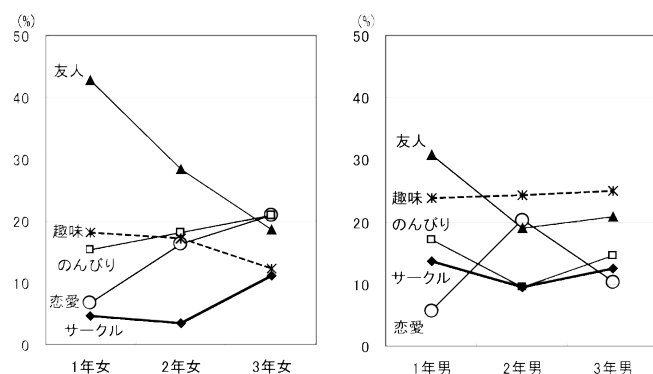 (%)
50
40
30
20
10
0
友人
趣味
のんびり
恋愛
サークル
1年女 2年女 3年女
(%)
50
40
30
20
10
0
友人
趣味
のんびり
サークル
恋愛
1年男 2年男 3年男